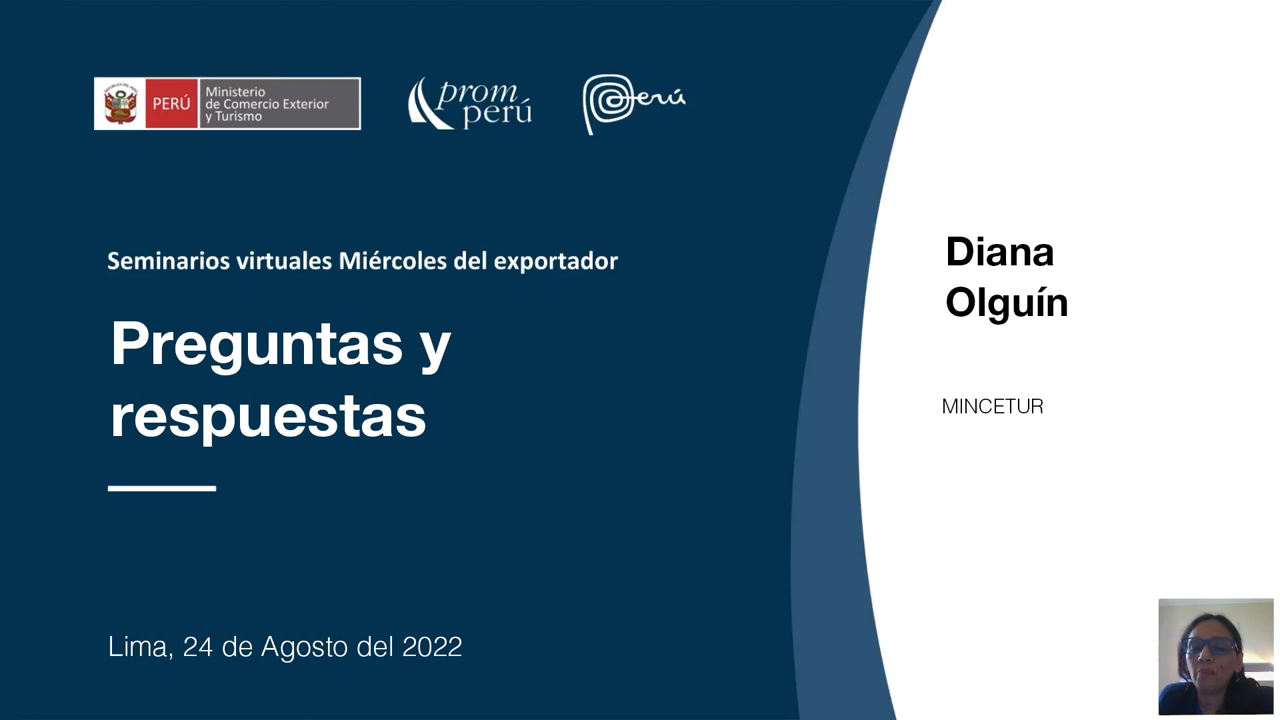 PERÚ
Ministerio
de Comercio Exterior
y Turismo
prom
perú
Perú
Seminarios virtuales Miércoles del exportador
Preguntas y
respuestas
Lima, 24 de Agosto del 2022
Diana
Olguín
MINCETUR